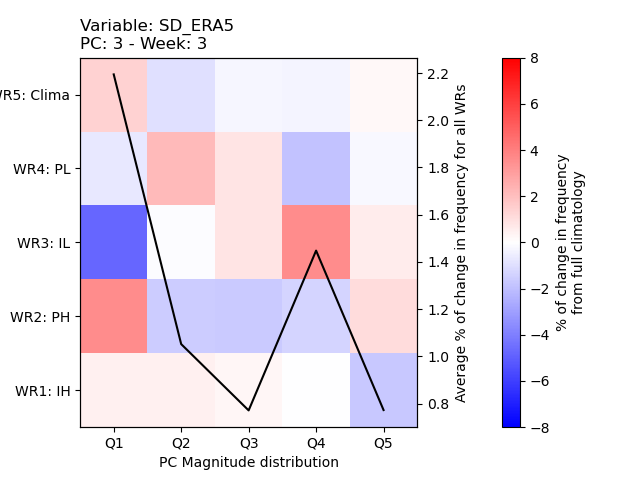 Variable: SD_ERA5
PC: 3 - Week: 3
WR5: Clima
WR4: PL
WR3: IL
WR2: PH
WR1: IH
Q1 Q2 Q3 Q4 Q5
PC Magnitude distribution
2.2
2.0
1.8
1.6
1.4
1.2
1.0
0.8
Average % of change in frequency for all WRs
8
6
4
2
0
−2
−4
−6
−8
% of change in frequency
from full climatology